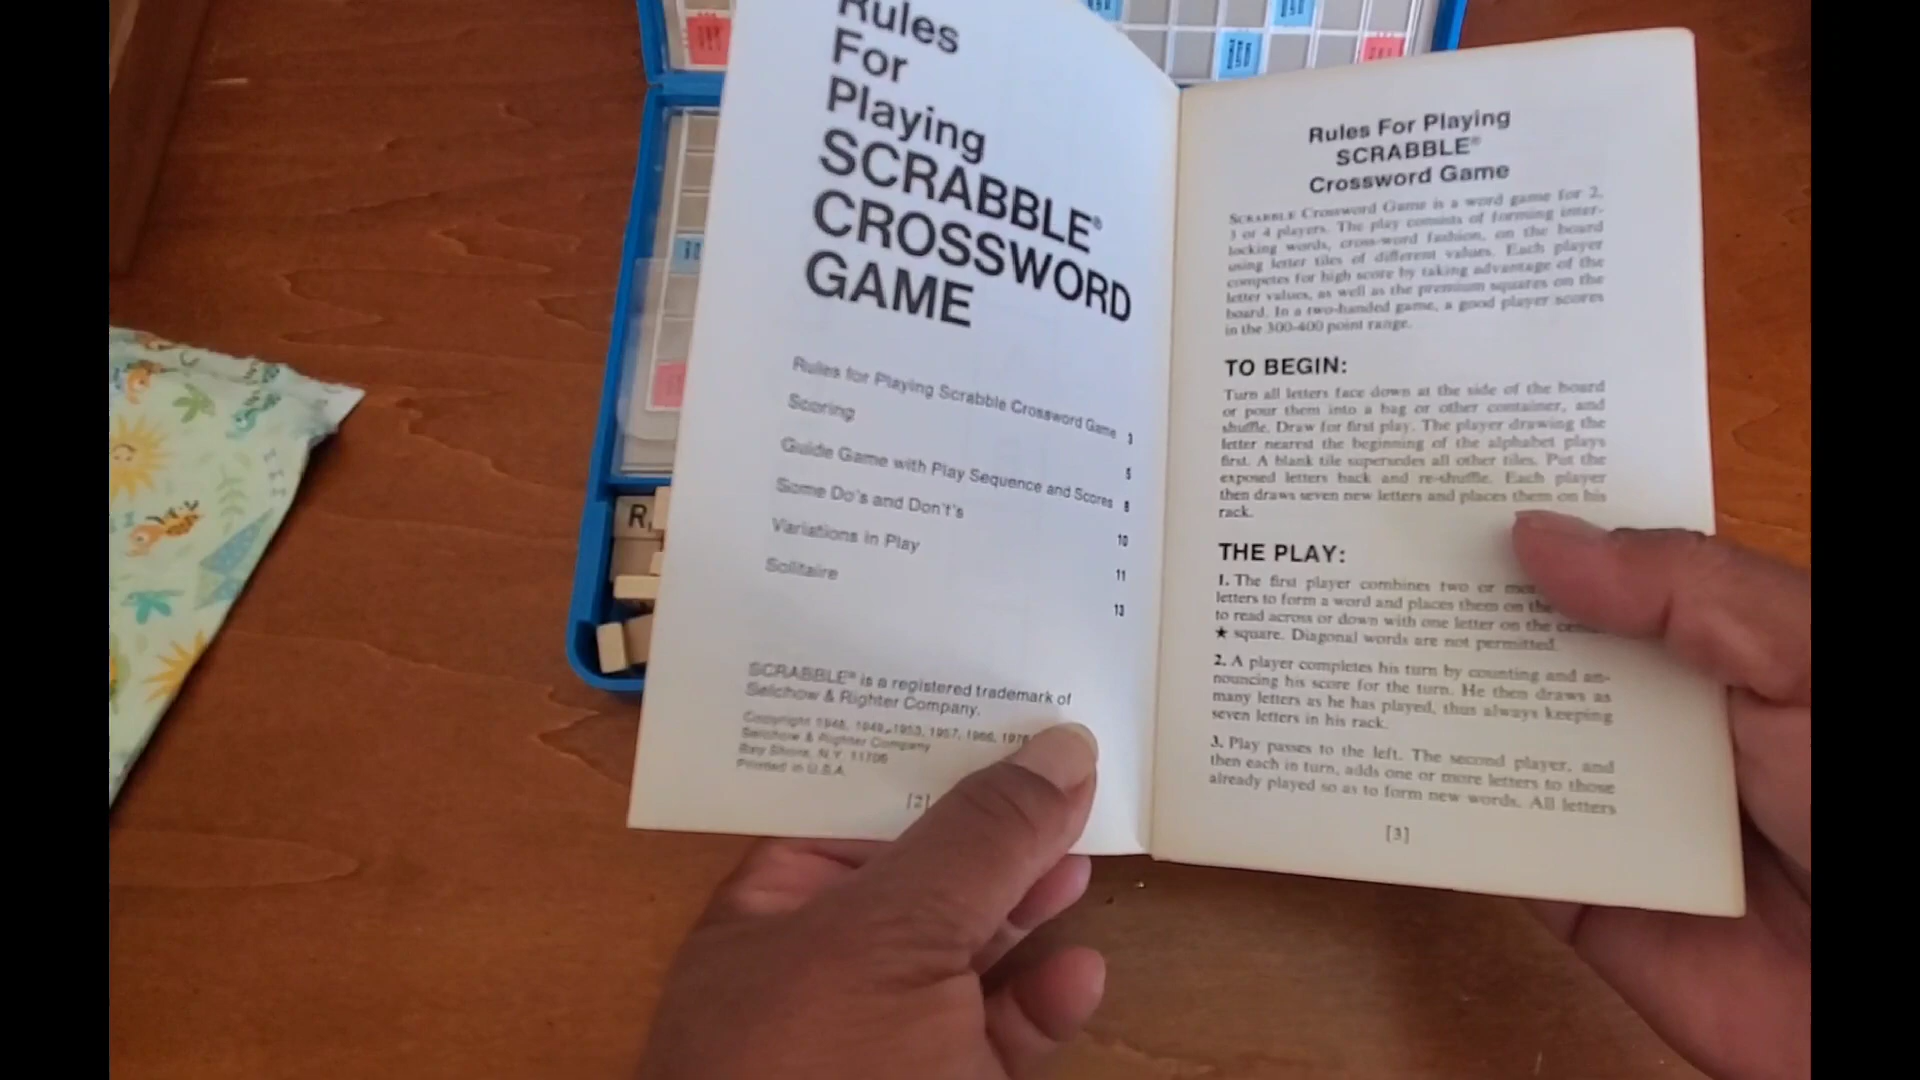 Rules
For
Playing
SCRABBLE®
CROSSWORD
GAME
Rules for Playing Scrabble Crossword Game 3
Scoring 5
Guide Game with Play Sequence and Scores 8
Some Do's and Don't's 10
Variations in Play 11
Solitaire 13
SCRABBLE® is a registered trademark of
Selchow & Righter Company.
Copyright 1948, 1949, 1953, 1957, 1966, 1976
Selchow & Righter Company
Bay Shore, N.Y. 11706
Printed in U.S.A.
[2]
Rules For Playing
SCRABBLE®
Crossword Game
SCRABBLE Crossword Game is a word game for 2,
3 or 4 players. The play consists of forming inter-
locking words, cross-word fashion, on the board
using letter tiles of different values. Each player
competes for high score by taking advantage of the
letter values, as well as the premium squares on the
board. In a two-handed game, a good player scores
in the 300-400 point range.
TO BEGIN:
Turn all letters face down at the side of the board
or pour them into a bag or other container, and
shuffle. Draw for first play. The player drawing the
letter nearest the beginning of the alphabet plays
first. A blank tile supersedes all other tiles. Put the
exposed letters back and re-shuffle. Each player
then draws seven new letters and places them on his
rack.
THE PLAY:
1. The first player combines two or
letters to form a word and places them on the
to read across or down with one letter on the
★ square. Diagonal words are not permitted.
2. A player completes his turn by counting and an-
nouncing his score for the turn. He then draws as
many letters as he has played, thus always keeping
seven letters in his rack.
3. Play passes to the left. The second player, and
then each in turn, adds one or more letters to those
already played so as to form new words. All letters
[3]
R
DOUBLE
LETTER
SCORE